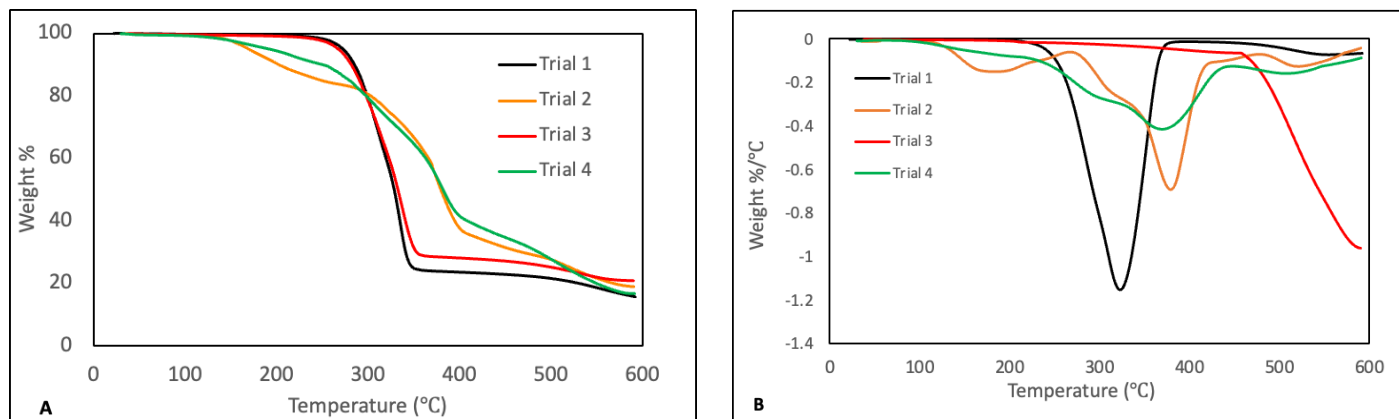 100
80
60
40
20
0
Weight %
0 100 200 300 400 500 600
Temperature (°C)
Trial 1
Trial 2
Trial 3
Trial 4
A
0
-0.2
-0.4
-0.6
-0.8
-1
-1.2
-1.4
Weight %/°C
0 100 200 300 400 500 600
Temperature (°C)
Trial 1
Trial 2
Trial 3
Trial 4
B